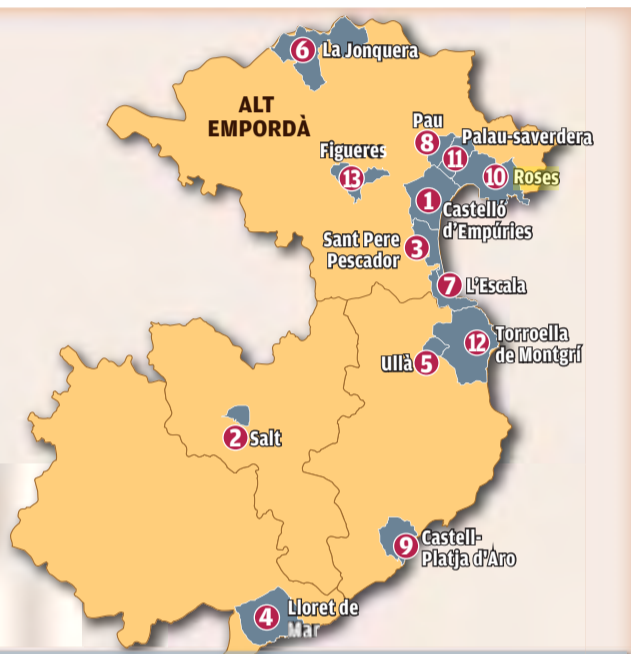 6 La Jonquera
ALT
EMPORDÀ
Pau
8
Palau-saverdera
11
Figueres
13
10 Roses
1
Castelló
d'Empúries
Sant Pere
Pescador
3
7 L'Escala
12
Torroella
de Montgrí
Ullà 5
2 Salt
9
Castell-
Platja d'Aro
4
Lloret de
Mar